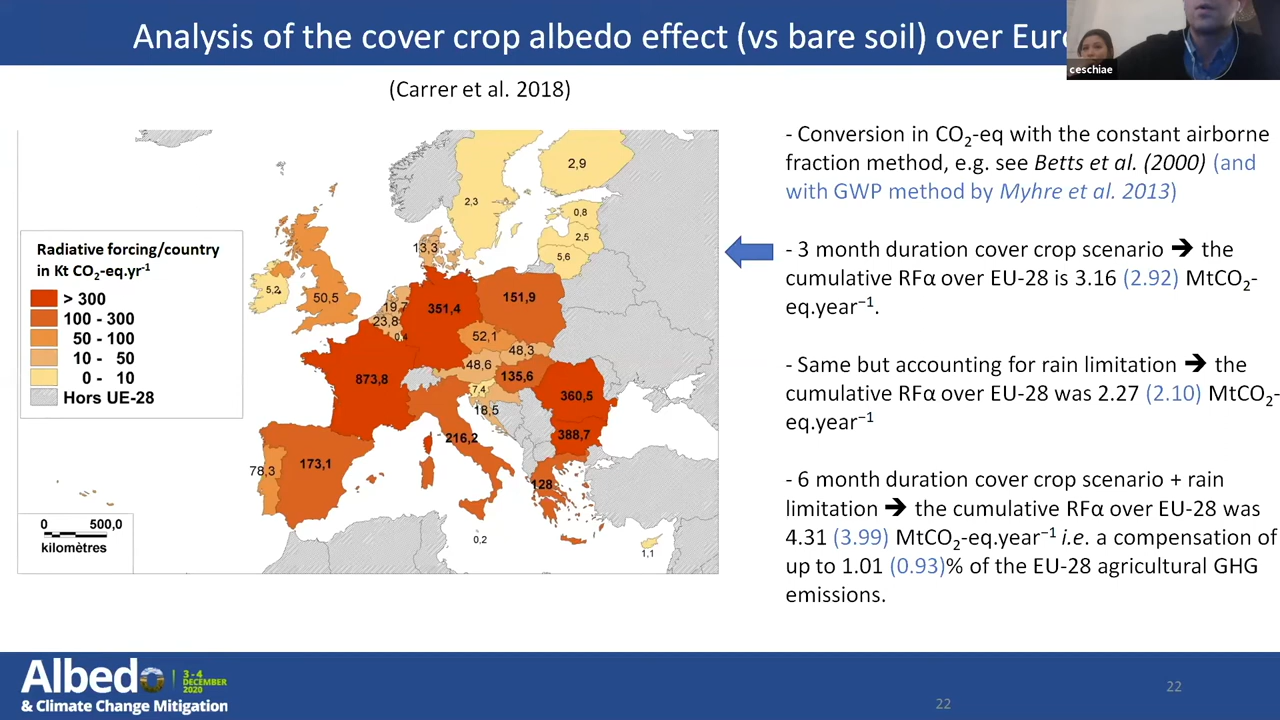 Analysis of the cover crop albedo effect (vs bare soil) over Eur
ceschiae
(Carrer et al. 2018)
Radiative forcing/country
in Kt CO₂-eq.yr⁻¹
> 300
100 - 300
50 - 100
10 - 50
0 - 10
Hors UE-28
0 500,0
kilomètres
2,9
2,3
0,8
2,5
5,6
13,3
5,2
50,5
19,7
23,8
351,4
151,9
52,1
48,3
48,6
135,6
873,8
7,4
18,5
360,5
388,7
216,2
173,1
78,3
128
0,2
1,1
- Conversion in CO₂-eq with the constant airborne
fraction method, e.g. see Betts et al. (2000) (and
with GWP method by Myhre et al. 2013)
- 3 month duration cover crop scenario ➔ the
cumulative RFα over EU-28 is 3.16 (2.92) MtCO₂-
eq.year⁻¹.
- Same but accounting for rain limitation ➔ the
cumulative RFα over EU-28 was 2.27 (2.10) MtCO₂-
eq.year⁻¹
- 6 month duration cover crop scenario + rain
limitation ➔ the cumulative RFα over EU-28 was
4.31 (3.99) MtCO₂-eq.year⁻¹ i.e. a compensation of
up to 1.01 (0.93)% of the EU-28 agricultural GHG
emissions.
Albedo
3-4
DECEMBER
2020
& Climate Change Mitigation
22
22